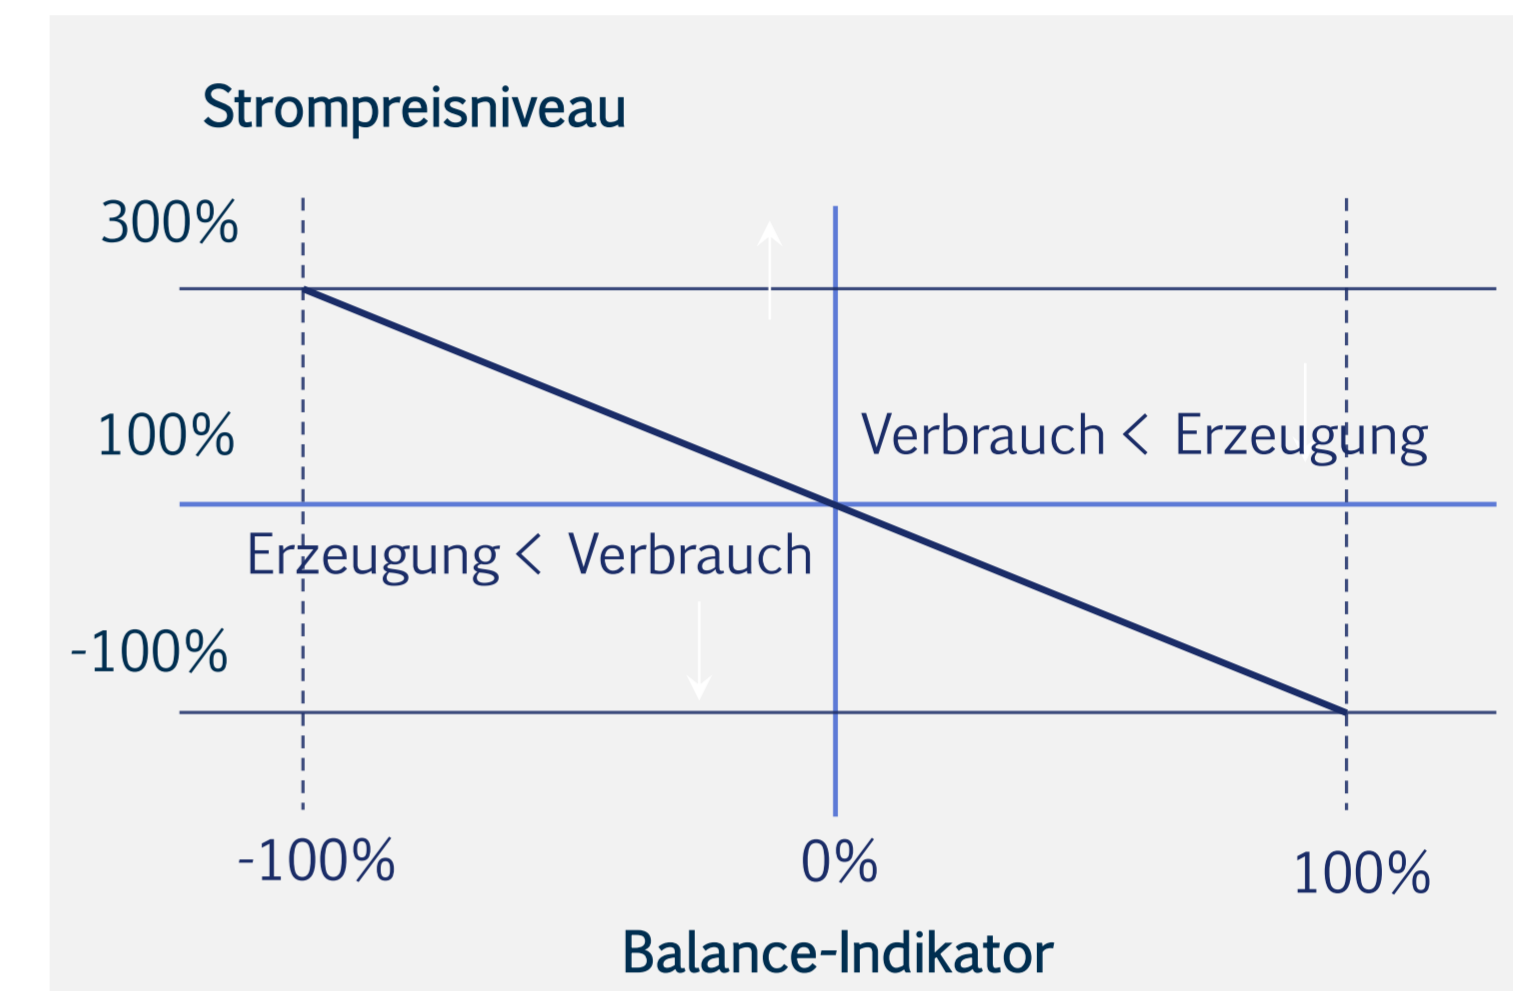 Strompreisniveau
300%
100%
Verbrauch < Erzeugung
Erzeugung < Verbrauch
-100%
-100%
0%
100%
Balance-Indikator